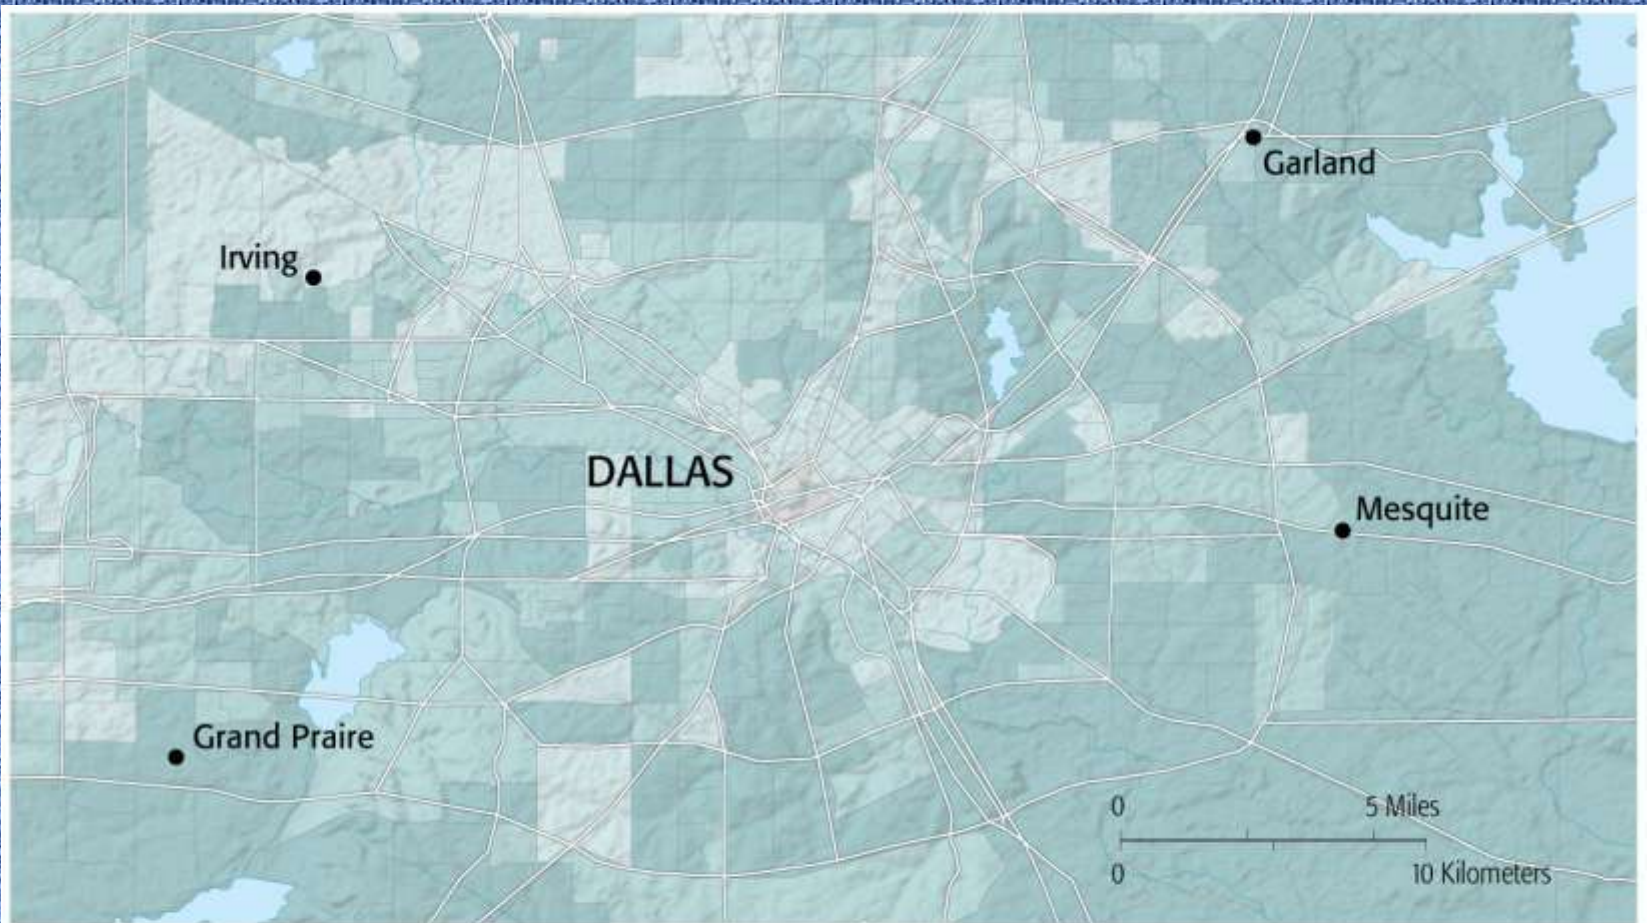 Garland
Irving
DALLAS
Mesquite
Grand Praire
0 5 Miles
0 10 Kilometers